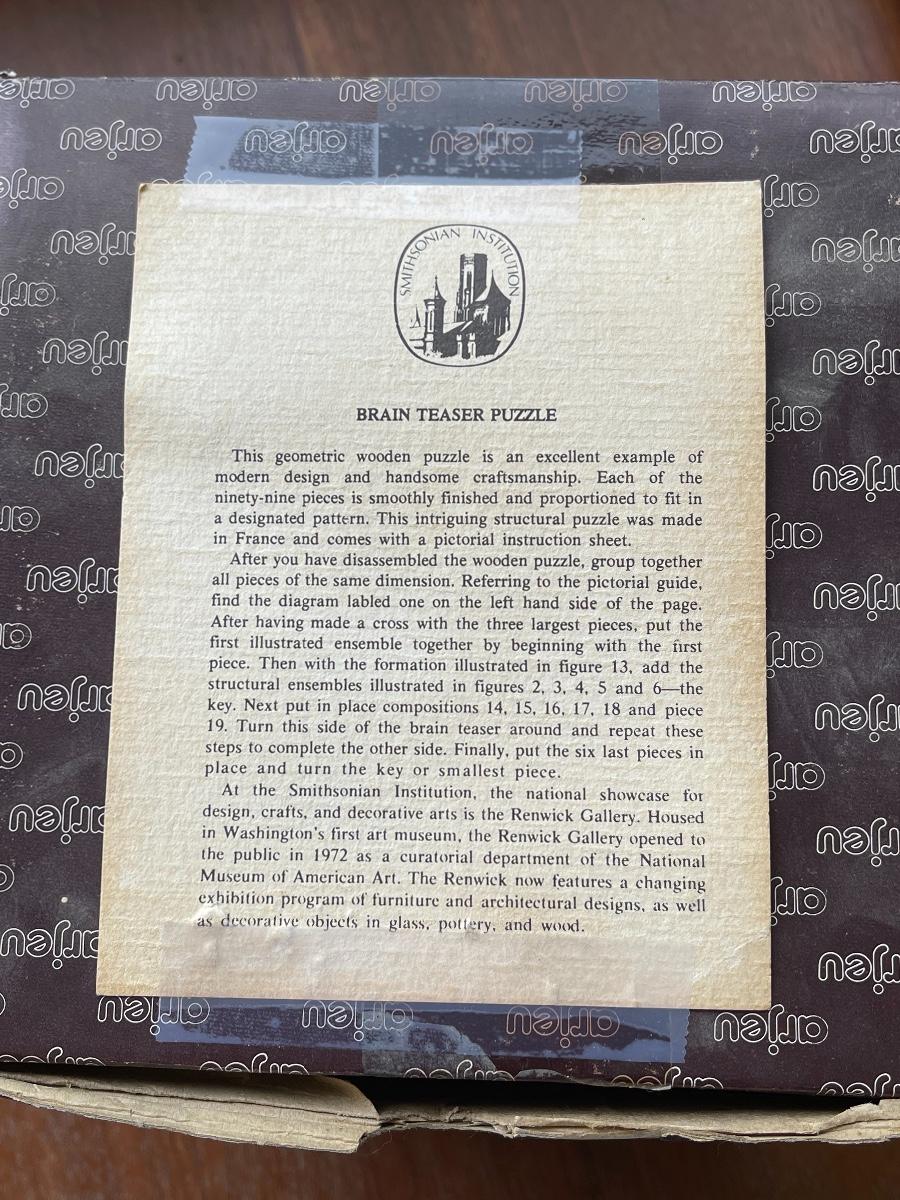 SMITHSONIAN INSTITUTION
BRAIN TEASER PUZZLE
This geometric wooden puzzle is an excellent example of
modern design and handsome craftsmanship. Each of the
ninety-nine pieces is smoothly finished and proportioned to fit in
a designated pattern. This intriguing structural puzzle was made
in France and comes with a pictorial instruction sheet.
After you have disassembled the wooden puzzle, group together
all pieces of the same dimension. Referring to the pictorial guide,
find the diagram labled one on the left hand side of the page.
After having made a cross with the three largest pieces, put the
first illustrated ensemble together by beginning with the first
piece. Then with the formation illustrated in figure 13, add the
structural ensembles illustrated in figures 2, 3, 4, 5 and 6—the
key. Next put in place compositions 14, 15, 16, 17, 18 and piece
19. Turn this side of the brain teaser around and repeat these
steps to complete the other side. Finally, put the six last pieces in
place and turn the key or smallest piece.
At the Smithsonian Institution, the national showcase for
design, crafts, and decorative arts is the Renwick Gallery. Housed
in Washington's first art museum, the Renwick Gallery opened to
the public in 1972 as a curatorial department of the National
Museum of American Art. The Renwick now features a changing
exhibition program of furniture and architectural designs, as well
as decorative objects in glass, pottery, and wood.
arjeu